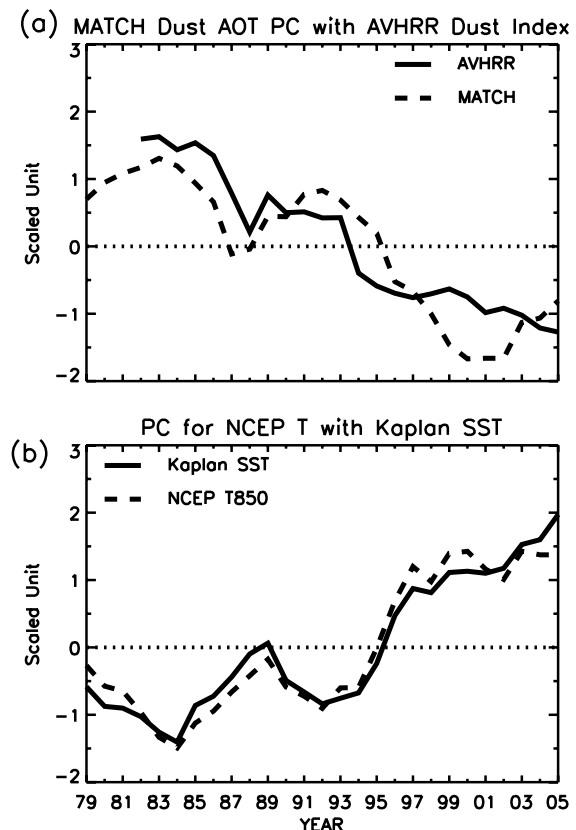 (a) MATCH Dust AOT PC with AVHRR Dust Index
3
2
1
0
-1
-2
Scaled Unit
AVHRR
MATCH
(b) PC for NCEP T with Kaplan SST
3
2
1
0
-1
-2
Scaled Unit
Kaplan SST
NCEP T850
79 81 83 85 87 89 91 93 95 97 99 01 03 05
YEAR